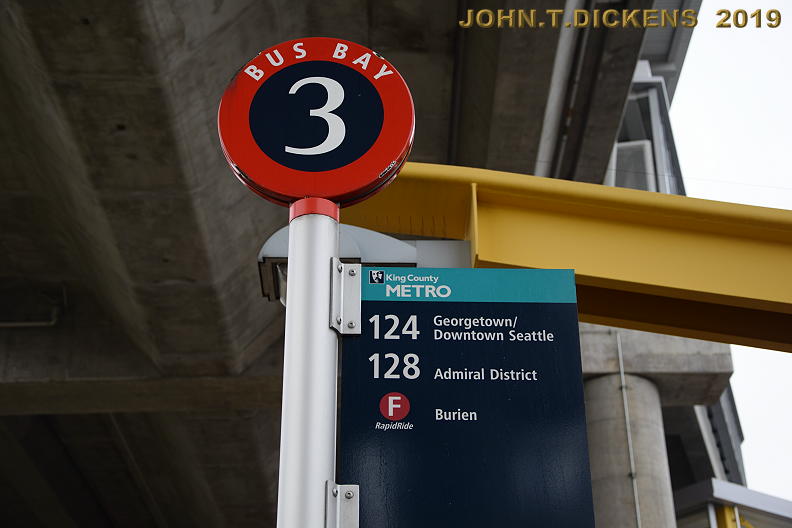 JOHN.T.DICKENS 2019
BUS BAY
3
King County
METRO
124 Georgetown/
Downtown Seattle
128 Admiral District
F Burien
RapidRide